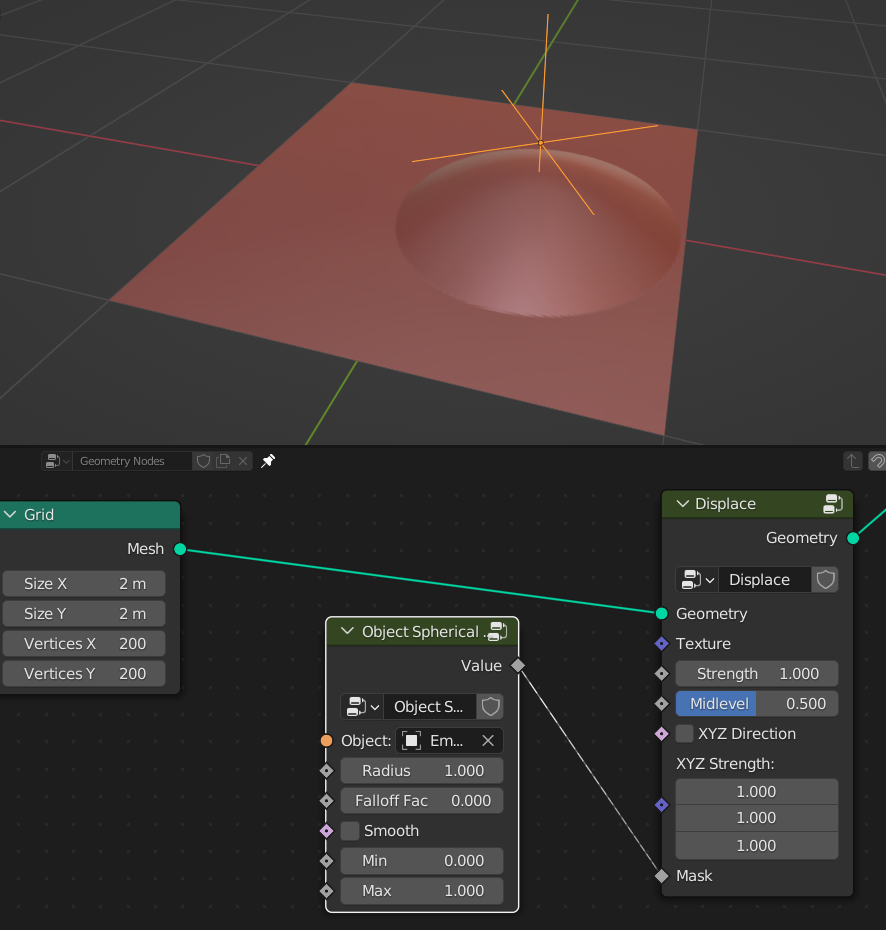 Geometry Nodes
Grid
Mesh
Size X 2 m
Size Y 2 m
Vertices X 200
Vertices Y 200
Object Spherical ..
Value
Object S...
Object: Em...
Radius 1.000
Falloff Fac 0.000
Smooth
Min 0.000
Max 1.000
Displace
Geometry
Displace
Geometry
Texture
Strength 1.000
Midlevel 0.500
XYZ Direction
XYZ Strength:
1.000
1.000
1.000
Mask